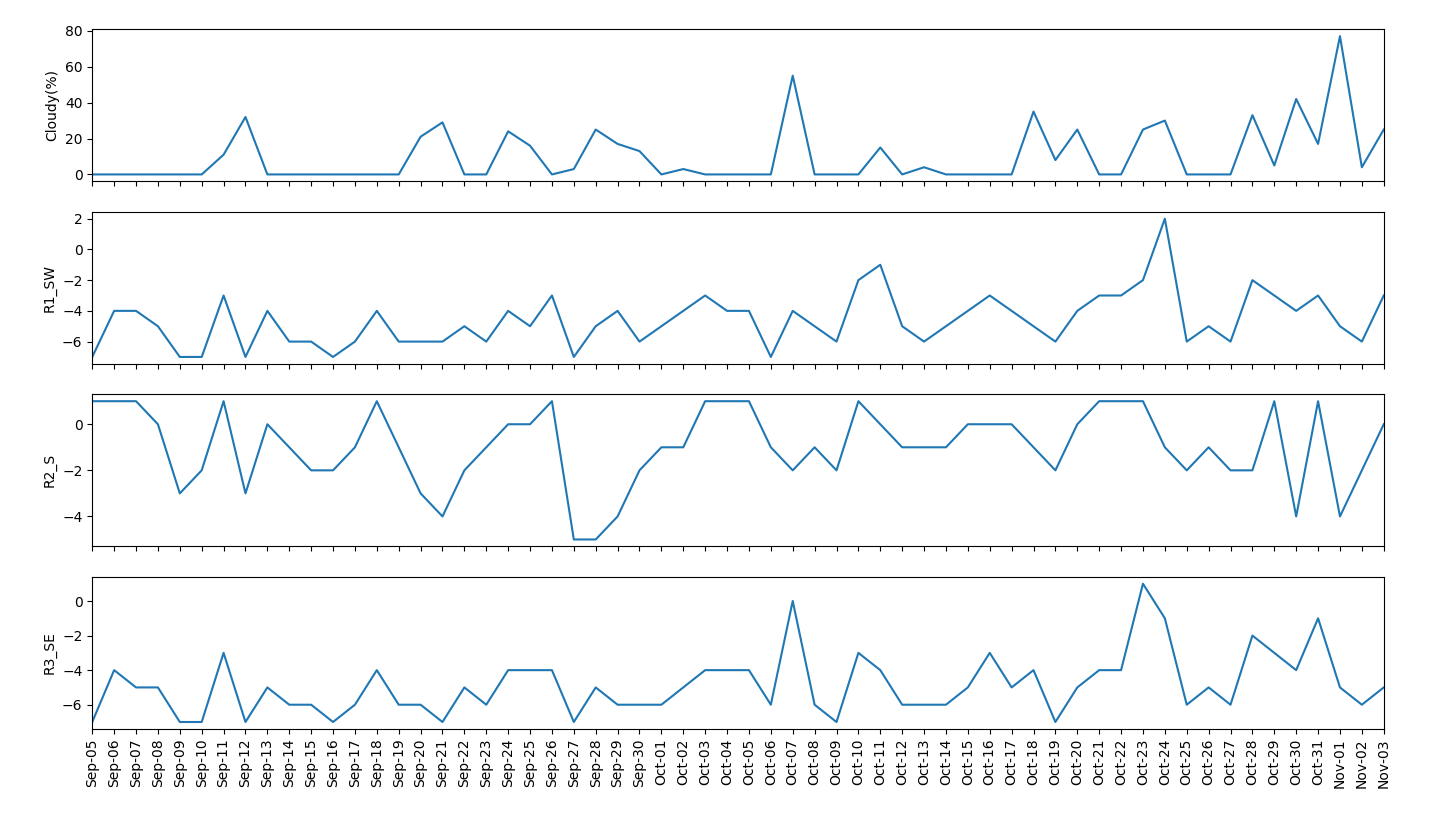 80
60
40
20
0
Cloudy(%)
2
0
−2
−4
−6
R1_SW
0
−2
−4
R2_S
0
−2
−4
−6
R3_SE
Sep-05
Sep-06
Sep-07
Sep-08
Sep-09
Sep-10
Sep-11
Sep-12
Sep-13
Sep-14
Sep-15
Sep-16
Sep-17
Sep-18
Sep-19
Sep-20
Sep-21
Sep-22
Sep-23
Sep-24
Sep-25
Sep-26
Sep-27
Sep-28
Sep-29
Sep-30
Oct-01
Oct-02
Oct-03
Oct-04
Oct-05
Oct-06
Oct-07
Oct-08
Oct-09
Oct-10
Oct-11
Oct-12
Oct-13
Oct-14
Oct-15
Oct-16
Oct-17
Oct-18
Oct-19
Oct-20
Oct-21
Oct-22
Oct-23
Oct-24
Oct-25
Oct-26
Oct-27
Oct-28
Oct-29
Oct-30
Oct-31
Nov-01
Nov-02
Nov-03